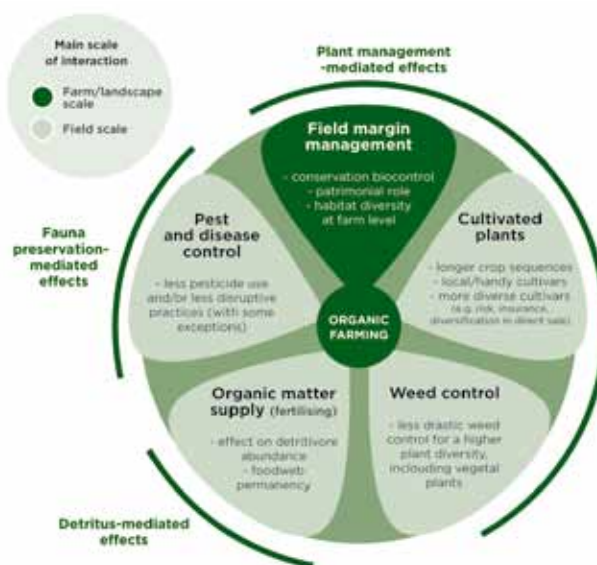 Main scale
of interaction
Farm/landscape
scale
Field scale
Plant management
-mediated effects
Field margin
management
- conservation biocontrol
- patrimonial role
- habitat diversity
at farm level
Fauna
preservation-
mediated effects
Pest
and disease
control
- less pesticide use
and/or less disruptive
practices (with some
exceptions)
Cultivated
plants
- longer crop sequences
- local/handy cultivars
- more diverse cultivars
(e.g. risk, insurance,
diversification in direct sale)
ORGANIC
FARMING
Organic matter
supply (fertilising)
- effect on detritivore
abundance
- foodweb
permanency
Weed control
- less drastic weed
control for a higher
plant diversity,
inclouding vegetal
plants
Detritus-mediated
effects